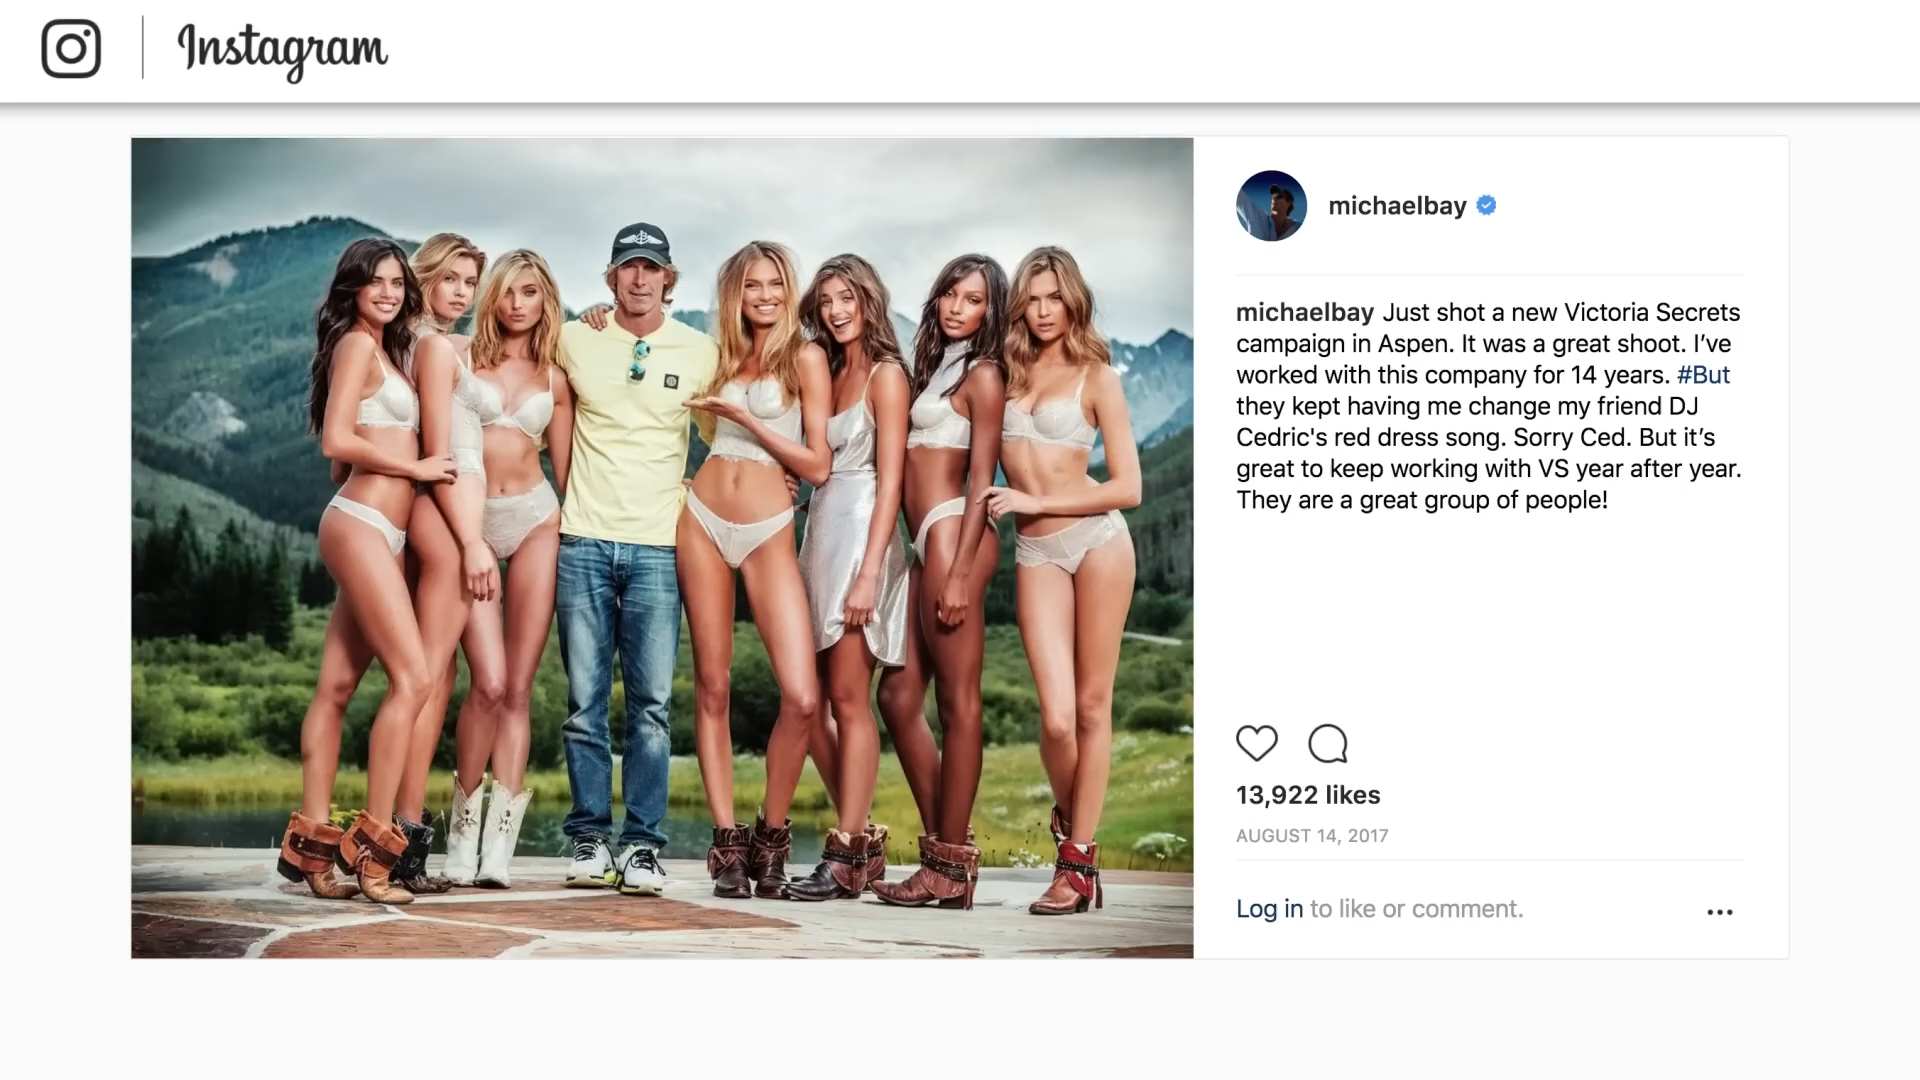 Instagram
michaelbay
michaelbay Just shot a new Victoria Secrets
campaign in Aspen. It was a great shoot. I’ve
worked with this company for 14 years. #But
they kept having me change my friend DJ
Cedric's red dress song. Sorry Ced. But it’s
great to keep working with VS year after year.
They are a great group of people!
13,922 likes
AUGUST 14, 2017
Log in to like or comment.